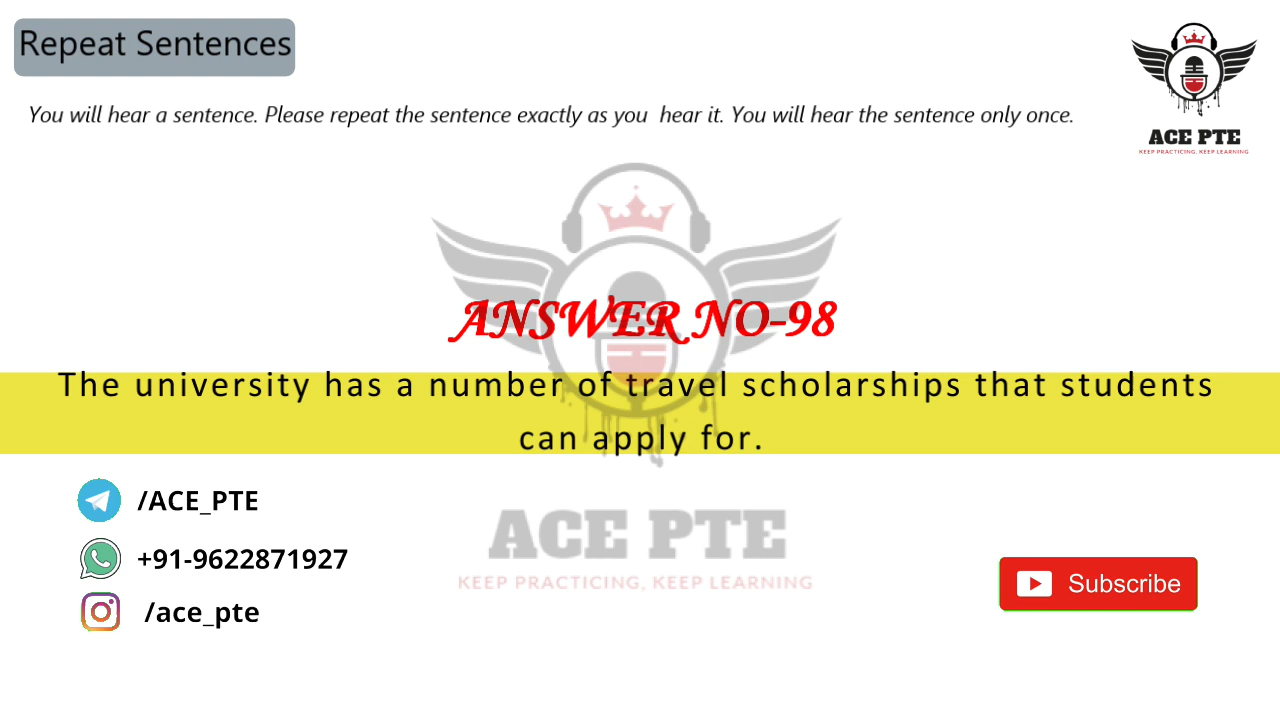 Repeat Sentences
You will hear a sentence. Please repeat the sentence exactly as you hear it. You will hear the sentence only once.
ACE PTE
KEEP PRACTICING, KEEP LEARNING
ANSWER NO-98
The university has a number of travel scholarships that students
can apply for.
/ACE_PTE
+91-9622871927
/ace_pte
ACE PTE
KEEP PRACTICING, KEEP LEARNING
Subscribe